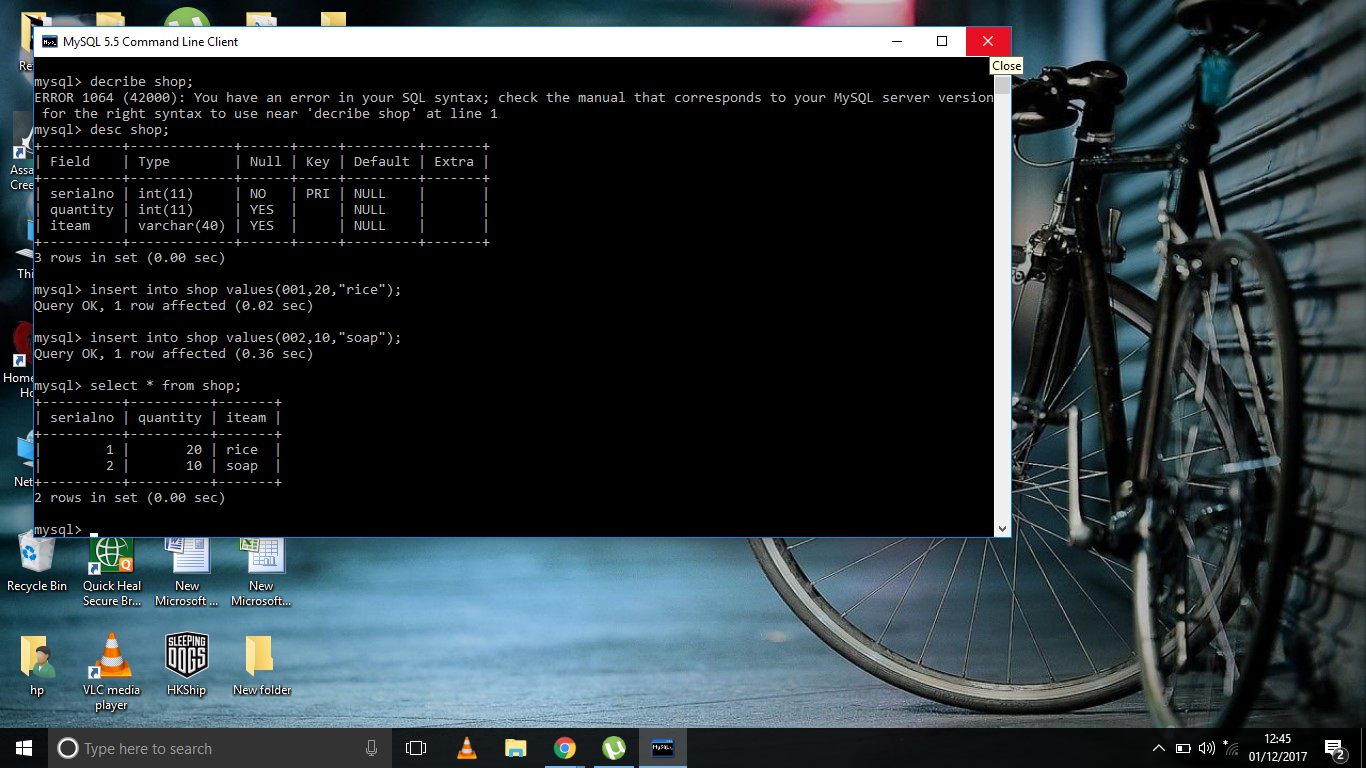 MySQL 5.5 Command Line Client
Close
mysql> decribe shop;
ERROR 1064 (42000): You have an error in your SQL syntax; check the manual that corresponds to your MySQL server version
for the right syntax to use near 'decribe shop' at line 1
mysql> desc shop;
+----------+-------------+------+-----+---------+-------+
| Field    | Type        | Null | Key | Default | Extra |
+----------+-------------+------+-----+---------+-------+
| serialno | int(11)     | NO   | PRI | NULL    |       |
| quantity | int(11)     | YES  |     | NULL    |       |
| iteam    | varchar(40) | YES  |     | NULL    |       |
+----------+-------------+------+-----+---------+-------+
3 rows in set (0.00 sec)
mysql> insert into shop values(001,20,"rice");
Query OK, 1 row affected (0.02 sec)
mysql> insert into shop values(002,10,"soap");
Query OK, 1 row affected (0.36 sec)
mysql> select * from shop;
+----------+----------+-------+
| serialno | quantity | iteam |
+----------+----------+-------+
|        1 |       20 | rice  |
|        2 |       10 | soap  |
+----------+----------+-------+
2 rows in set (0.00 sec)
mysql>
Re
Assa
Cree
Thi
Home
Ho
Net
Recycle Bin
Quick Heal
Secure Br...
New
Microsoft ...
New
Microsoft...
hp
VLC media
player
SLEEPING
DOGS
HKShip
New folder
Type here to search
MySQL
12:45
01/12/2017
2